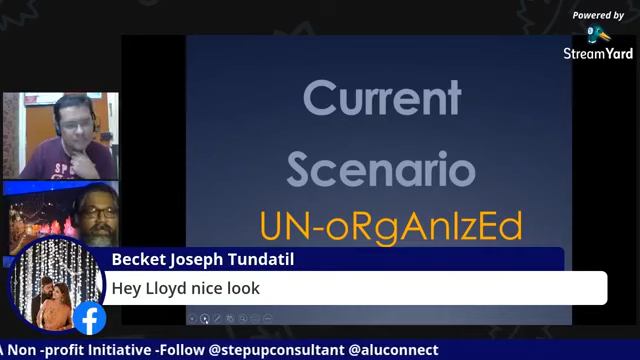 Powered by
StreamYard
Current
Scenario
UN-oRgAnIzEd
Becket Joseph Tundatil
Hey Lloyd nice look
A Non -profit Initiative -Follow @stepupconsultant @aluconnect